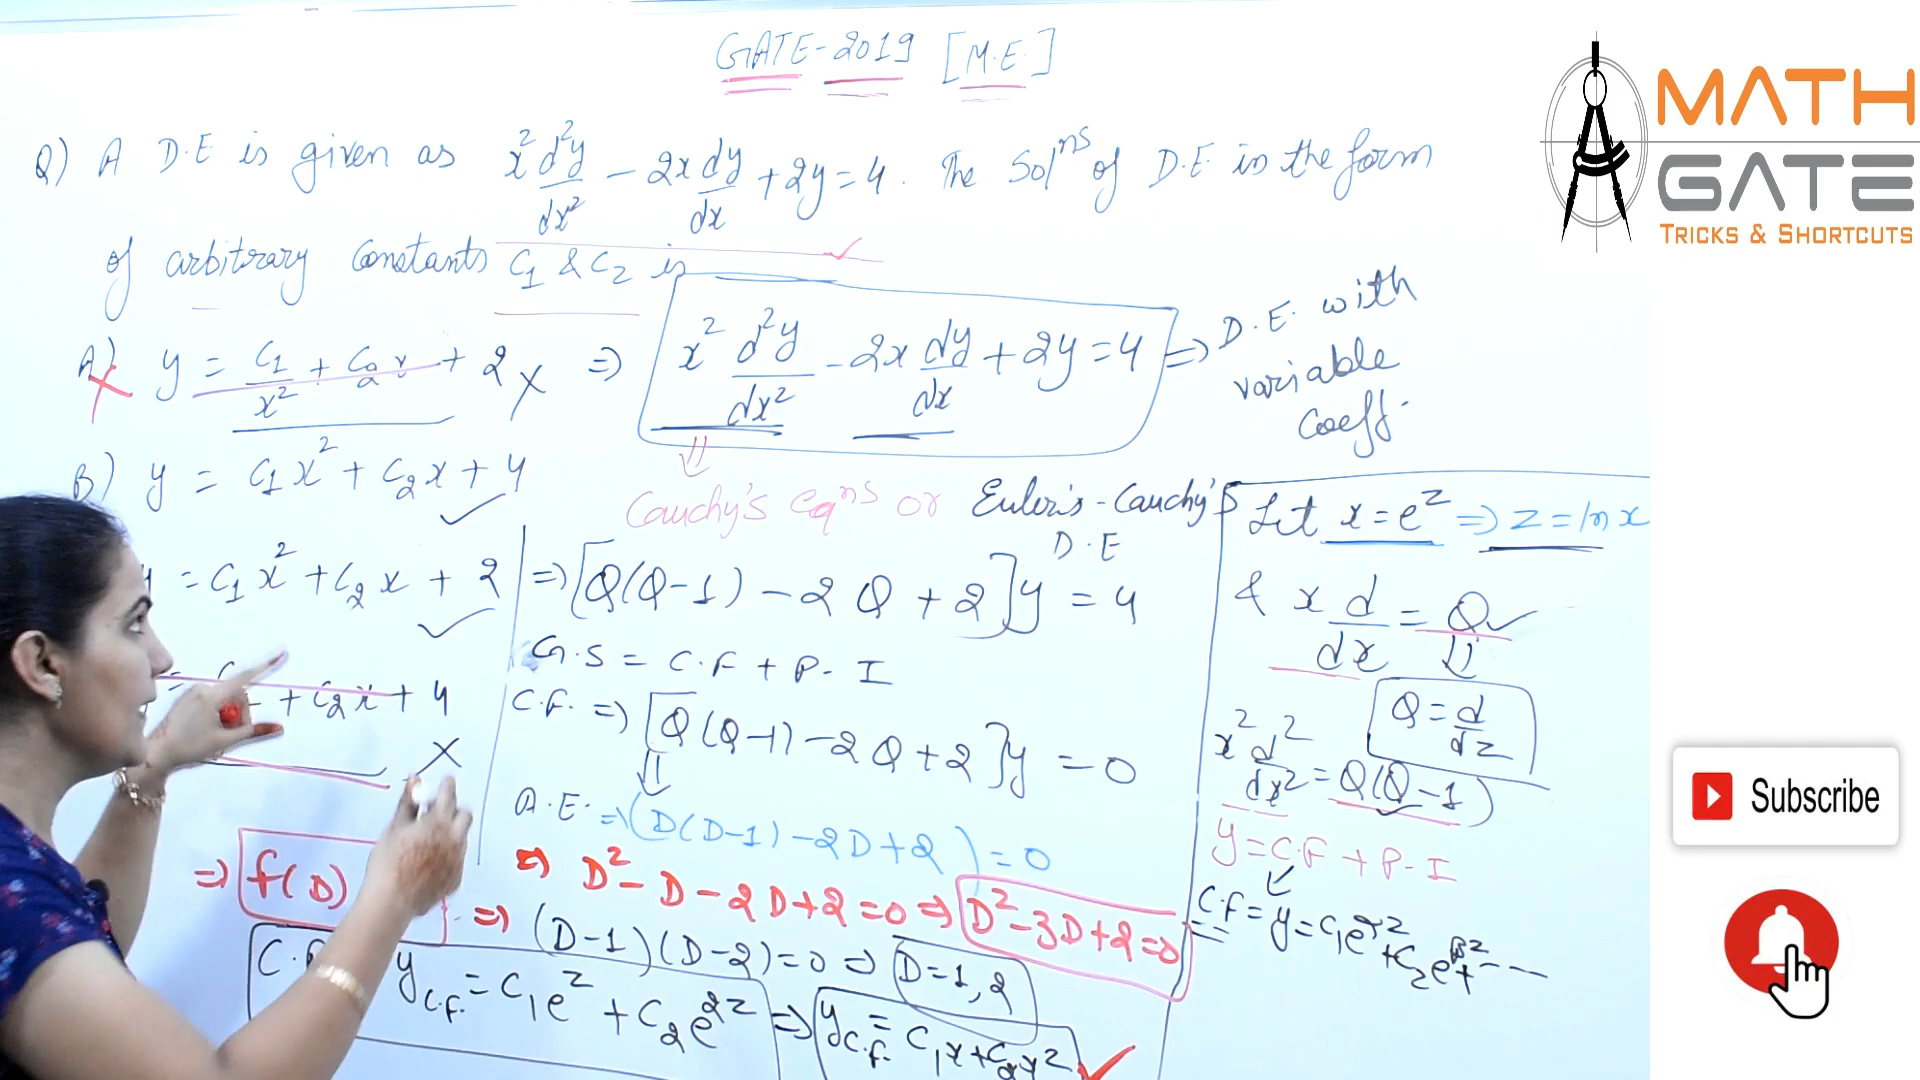 GATE-2019 [M.E.]
MATH
GATE
TRICKS & SHORTCUTS
Q) A D.E is given as x² d²y/dx² - 2x dy/dx + 2y = 4. The Solⁿˢ of D.E is in the form
of arbitrary Constants C₁ & C₂ is
A) y = C₁/x² + C₂x + 2 X
⇒ x² d²y/dx² - 2x dy/dx + 2y = 4 ⇒ D.E. with
variable
Coeff.
B) y = C₁x² + C₂x + 4
= C₁x² + C₂x + 2
+ C₂x + 4
X
⇓
Cauchy's eqⁿˢ or Euler's-Cauchy's
D.E
⇒ [Q(Q-1) - 2Q + 2]y = 4
G.S = C.F + P.I
C.F. ⇒ [Q(Q-1) - 2Q + 2]y = 0
⇓
A.E. ⇒ (D(D-1) - 2D + 2) = 0
⇒ D² - D - 2D + 2 = 0 ⇒ D² - 3D + 2 = 0
⇒ f(D)
⇒ (D-1)(D-2) = 0 ⇒ D = 1, 2
y_C.F. = C₁e^z + C₂e^2z ⇒ y_C.F. = C₁x + C₂x²
Let x = e^z ⇒ z = ln x
& x d/dx = Q
⇓
Q = d/dz
x² d²/dx² = Q(Q-1)
y = C.F + P.I
C.F = y = C₁e + C₂e + ---
Subscribe